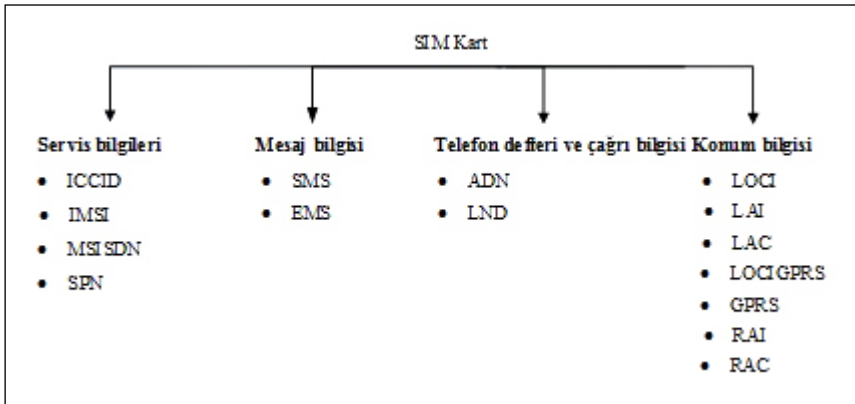 SIM Kart
Servis bilgileri
• ICCID
• IMSI
• MSISDN
• SPN
Mesaj bilgisi
• SMS
• EMS
Telefon defteri ve çağrı bilgisi
• ADN
• LND
Konum bilgisi
• LOCI
• LAI
• LAC
• LOCIGPRS
• GPRS
• RAI
• RAC